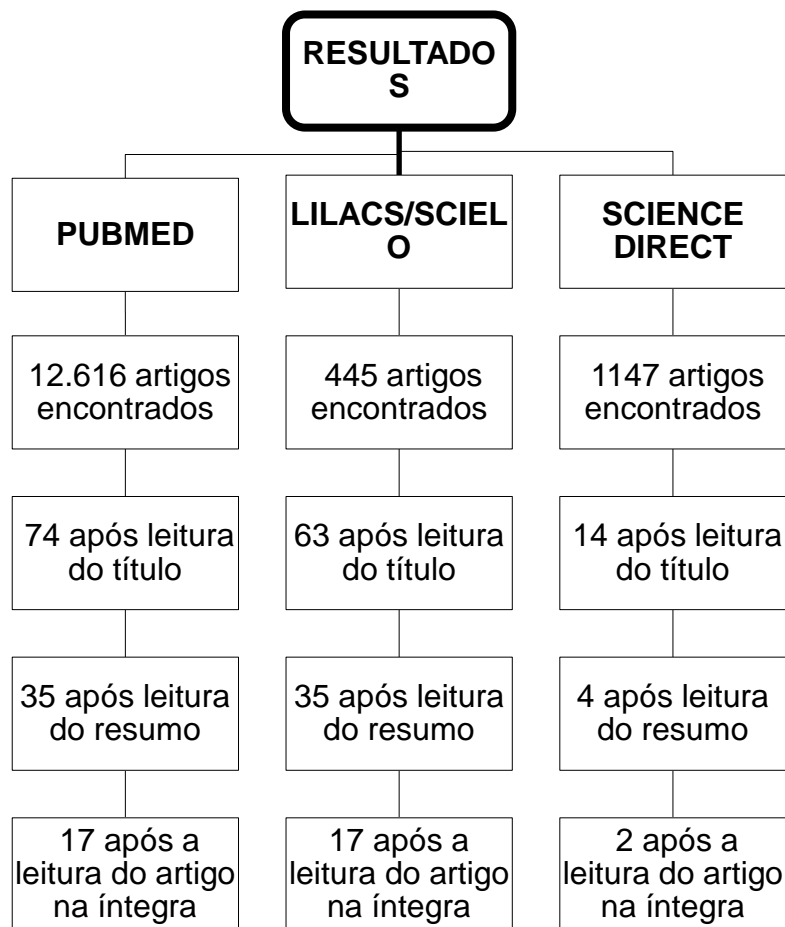 RESULTADO
S
PUBMED
LILACS/SCIEL
O
SCIENCE
DIRECT
12.616 artigos
encontrados
445 artigos
encontrados
1147 artigos
encontrados
74 após leitura
do título
63 após leitura
do título
14 após leitura
do título
35 após leitura
do resumo
35 após leitura
do resumo
4 após leitura
do resumo
17 após a
leitura do artigo
na íntegra
17 após a
leitura do artigo
na íntegra
2 após a
leitura do artigo
na íntegra